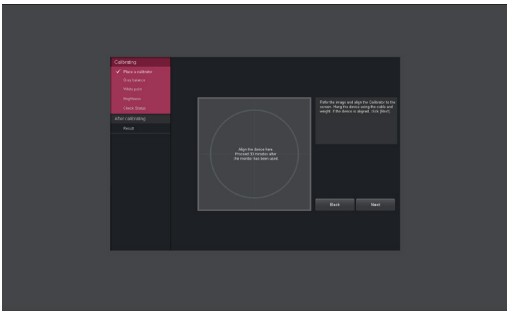 Calibrating
Place a calibrator
Gray balance
White point
Brightness
Check Gretag
After Calibrating
Result
Align the device here.
Proceed 30 minutes after
the monitor has been used.
Refer the image and align the Calibrator to the
screen. Hang the device using the cable and
weight. If the device is aligned, click [Next].
Back
Next